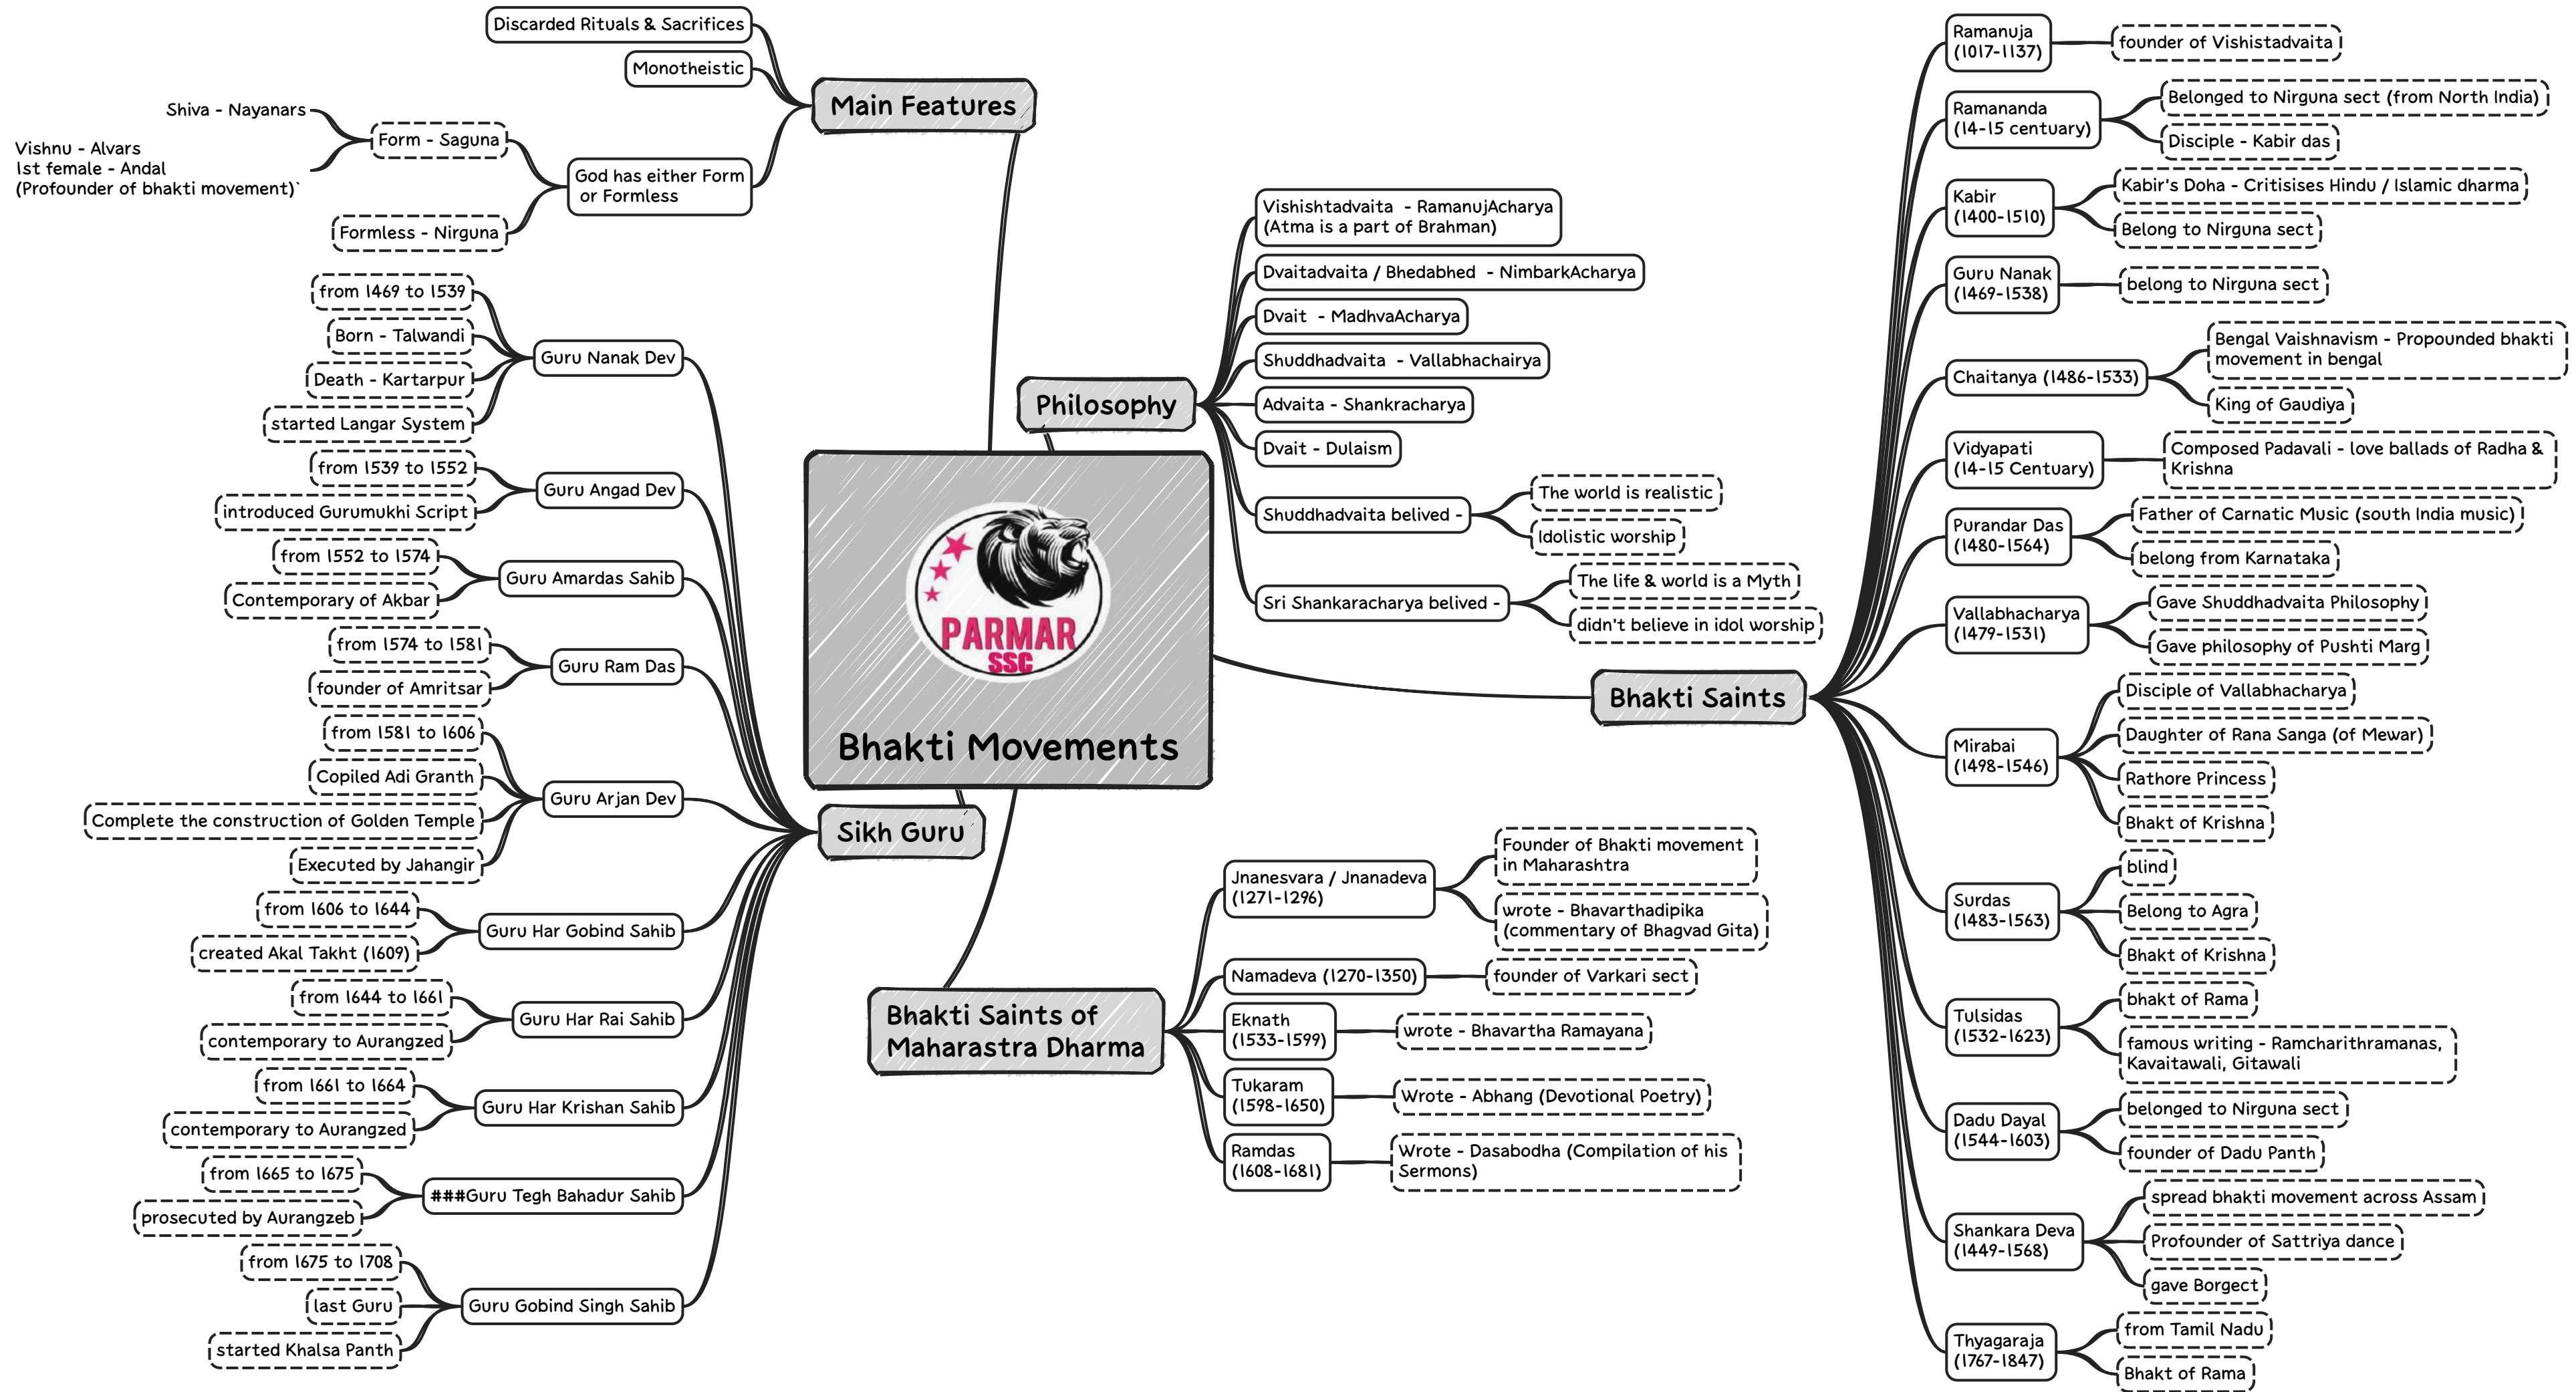 Bhakti Movements
PARMAR
SSC
Main Features
Discarded Rituals & Sacrifices
Monotheistic
God has either Form
or Formless
Form - Saguna
Shiva - Nayanars
Vishnu - Alvars
1st female - Andal
(Profounder of bhakti movement)`
Formless - Nirguna
Philosophy
Vishishtadvaita - RamanujAcharya
(Atma is a part of Brahman)
Dvaitadvaita / Bhedabhed - NimbarkAcharya
Dvait - MadhvaAcharya
Shuddhadvaita - Vallabhachairya
Advaita - Shankracharya
Dvait - Dulaism
Shuddhadvaita belived -
The world is realistic
Idolistic worship
Sri Shankaracharya belived -
The life & world is a Myth
didn't believe in idol worship
Bhakti Saints
Ramanuja
(1017-1137)
founder of Vishistadvaita
Ramananda
(14-15 centuary)
Belonged to Nirguna sect (from North India)
Disciple - Kabir das
Kabir
(1400-1510)
Kabir's Doha - Critisises Hindu / Islamic dharma
Belong to Nirguna sect
Guru Nanak
(1469-1538)
belong to Nirguna sect
Chaitanya (1486-1533)
Bengal Vaishnavism - Propounded bhakti
movement in bengal
King of Gaudiya
Vidyapati
(14-15 Centuary)
Composed Padavali - love ballads of Radha &
Krishna
Purandar Das
(1480-1564)
Father of Carnatic Music (south India music)
belong from Karnataka
Vallabhacharya
(1479-1531)
Gave Shuddhadvaita Philosophy
Gave philosophy of Pushti Marg
Mirabai
(1498-1546)
Disciple of Vallabhacharya
Daughter of Rana Sanga (of Mewar)
Rathore Princess
Bhakt of Krishna
Surdas
(1483-1563)
blind
Belong to Agra
Bhakt of Krishna
Tulsidas
(1532-1623)
bhakt of Rama
famous writing - Ramcharithramanas,
Kavaitawali, Gitawali
Dadu Dayal
(1544-1603)
belonged to Nirguna sect
founder of Dadu Panth
Shankara Deva
(1449-1568)
spread bhakti movement across Assam
Profounder of Sattriya dance
gave Borgect
Thyagaraja
(1767-1847)
from Tamil Nadu
Bhakt of Rama
Bhakti Saints of
Maharastra Dharma
Jnanesvara / Jnanadeva
(1271-1296)
Founder of Bhakti movement
in Maharashtra
wrote - Bhavarthadipika
(commentary of Bhagvad Gita)
Namadeva (1270-1350)
founder of Varkari sect
Eknath
(1533-1599)
wrote - Bhavartha Ramayana
Tukaram
(1598-1650)
Wrote - Abhang (Devotional Poetry)
Ramdas
(1608-1681)
Wrote - Dasabodha (Compilation of his
Sermons)
Sikh Guru
Guru Nanak Dev
from 1469 to 1539
Born - Talwandi
Death - Kartarpur
started Langar System
Guru Angad Dev
from 1539 to 1552
introduced Gurumukhi Script
Guru Amardas Sahib
from 1552 to 1574
Contemporary of Akbar
Guru Ram Das
from 1574 to 1581
founder of Amritsar
Guru Arjan Dev
from 1581 to 1606
Copiled Adi Granth
Complete the construction of Golden Temple
Executed by Jahangir
Guru Har Gobind Sahib
from 1606 to 1644
created Akal Takht (1609)
Guru Har Rai Sahib
from 1644 to 1661
contemporary to Aurangzed
Guru Har Krishan Sahib
from 1661 to 1664
contemporary to Aurangzed
###Guru Tegh Bahadur Sahib
from 1665 to 1675
prosecuted by Aurangzeb
Guru Gobind Singh Sahib
from 1675 to 1708
last Guru
started Khalsa Panth